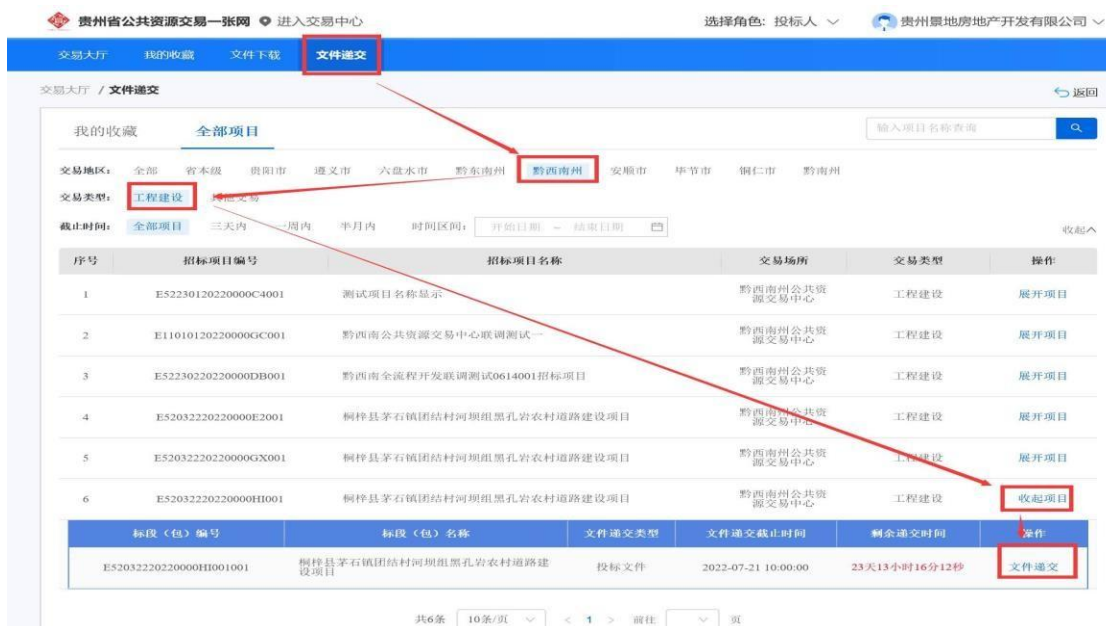 贵州省公共资源交易一张网 进入交易中心 选择角色: 投标人 贵州景地房地产开发有限公司
交易大厅 我的收藏 文件下载 文件递交
交易大厅 / 文件递交 返回
我的收藏 全部项目 输入项目名称查询
交易地区: 全部 省本级 贵阳市 遵义市 六盘水市 黔东南州 黔西南州 安顺市 毕节市 铜仁市 黔南州
交易类型: 工程建设 其他交易
截止时间: 全部项目 三天内 一周内 半月内 时间区间: 开始日期 ~ 结束日期 收起
序号 招标项目编号 招标项目名称 交易场所 交易类型 操作
1 E52230120220000C4001 测试项目名称显示 黔西南州公共资源交易中心 工程建设 展开项目
2 E11010120220000GC001 黔西南公共资源交易中心联调测试一 黔西南州公共资源交易中心 工程建设 展开项目
3 E52230220220000DB001 黔西南全流程开发联调测试0614001招标项目 黔西南州公共资源交易中心 工程建设 展开项目
4 E52032220220000E2001 桐梓县茅石镇团结村河坝组黑孔岩农村道路建设项目 黔西南州公共资源交易中心 工程建设 展开项目
5 E52032220220000GX001 桐梓县茅石镇团结村河坝组黑孔岩农村道路建设项目 黔西南州公共资源交易中心 工程建设 展开项目
6 E52032220220000HI001 桐梓县茅石镇团结村河坝组黑孔岩农村道路建设项目 黔西南州公共资源交易中心 工程建设 收起项目
标段（包）编号 标段（包）名称 文件递交类型 文件递交截止时间 剩余递交时间 操作
E52032220220000HI001001 桐梓县茅石镇团结村河坝组黑孔岩农村道路建设项目 投标文件 2022-07-21 10:00:00 23天13小时16分12秒 文件递交
共6条 10条/页 < 1 > 前往 页